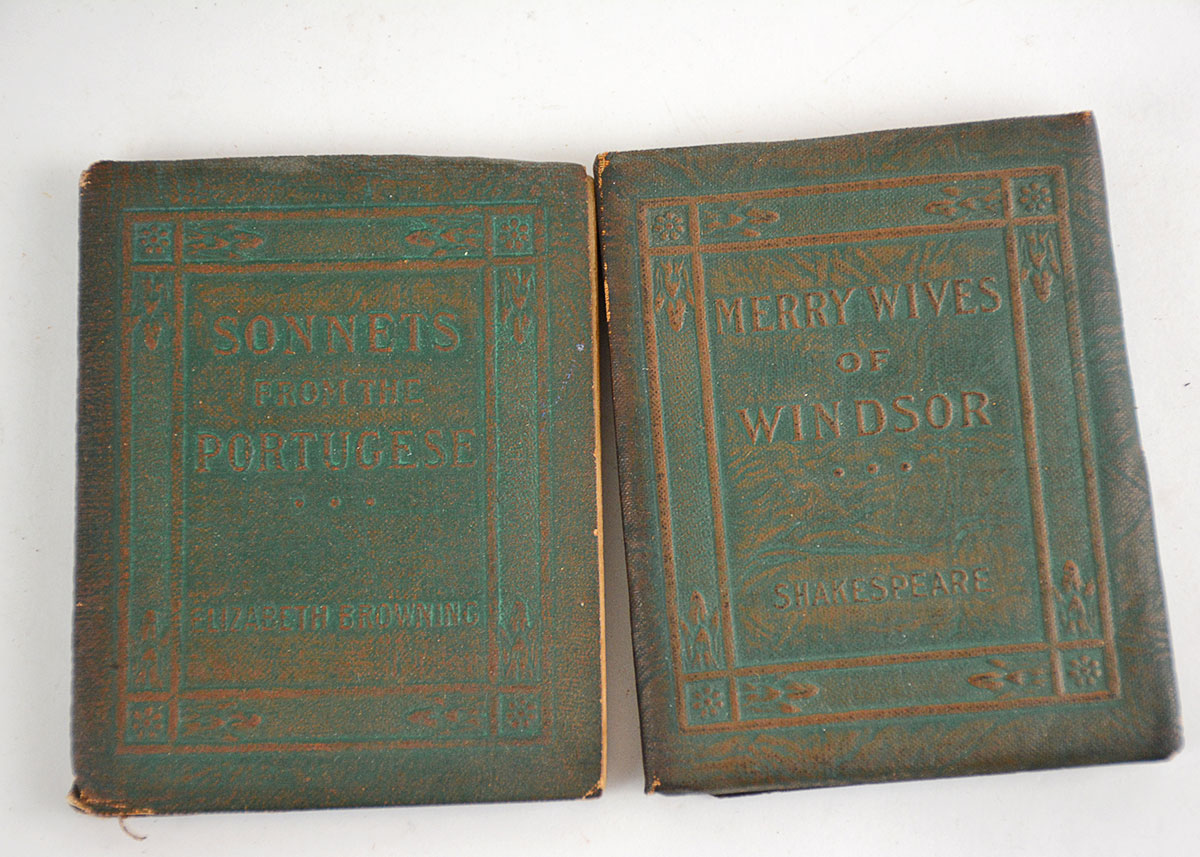 SONNETS
FROM THE
PORTUGESE
ELIZABETH BROWNING
MERRY WIVES
OF
WINDSOR
SHAKESPEARE